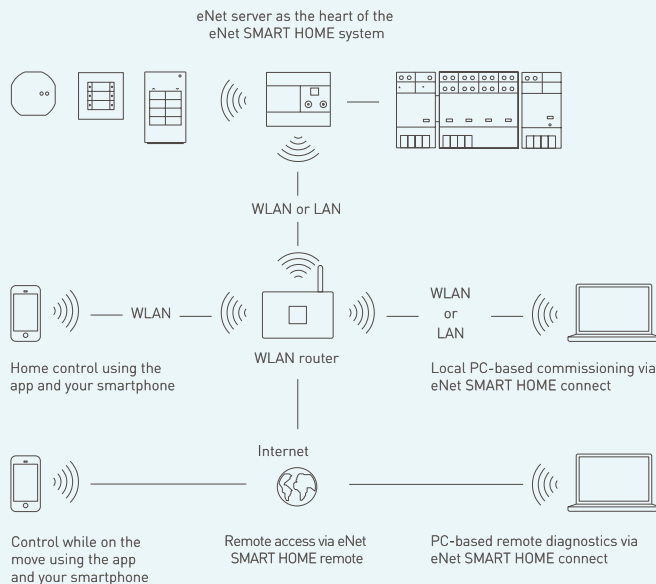 eNet server as the heart of the
eNet SMART HOME system
WLAN or LAN
WLAN
WLAN
or
LAN
WLAN router
Home control using the
app and your smartphone
Local PC-based commissioning via
eNet SMART HOME connect
Internet
Control while on the
move using the app
and your smartphone
Remote access via eNet
SMART HOME remote
PC-based remote diagnostics via
eNet SMART HOME connect